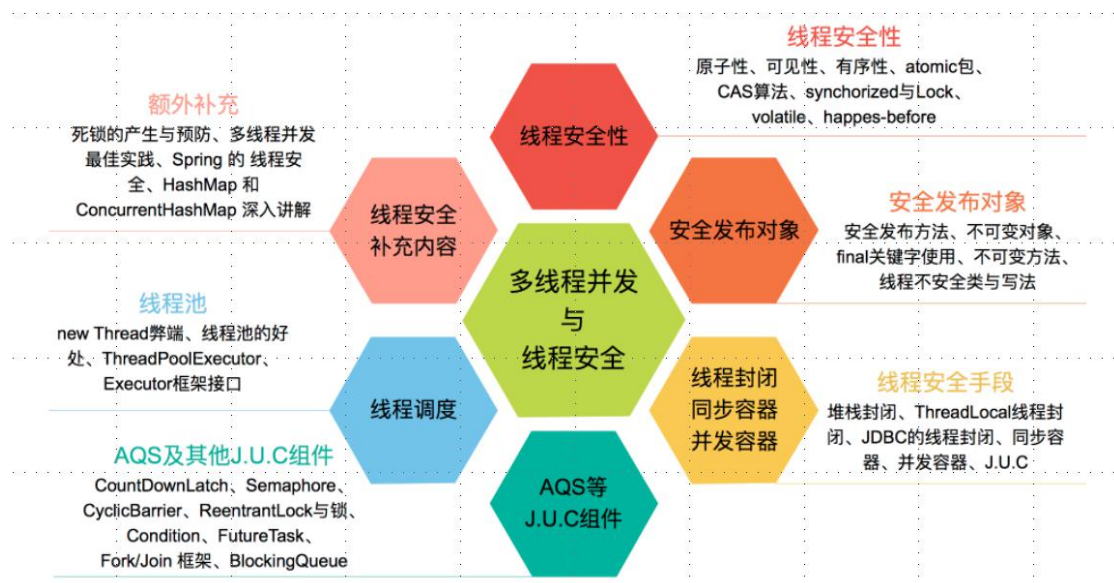 线程安全性
原子性、可见性、有序性、atomic包、
CAS算法、synchorized与Lock、
volatile、happes-before
额外补充
死锁的产生与预防、多线程并发
最佳实践、Spring 的 线程安
全、HashMap 和
ConcurrentHashMap 深入讲解
线程安全性
线程安全
补充内容
安全发布对象
安全发布对象
安全发布方法、不可变对象、
final关键字使用、不可变方法、
线程不安全类与写法
多线程并发
与
线程安全
线程池
new Thread弊端、线程池的好
处、ThreadPoolExecutor、
Executor框架接口
线程调度
线程封闭
同步容器
并发容器
线程安全手段
堆栈封闭、ThreadLocal线程封
闭、JDBC的线程封闭、同步容
器、并发容器、J.U.C
AQS及其他J.U.C组件
CountDownLatch、Semaphore、
CyclicBarrier、ReentrantLock与锁、
Condition、FutureTask、
Fork/Join 框架、BlockingQueue
AQS等
J.U.C组件